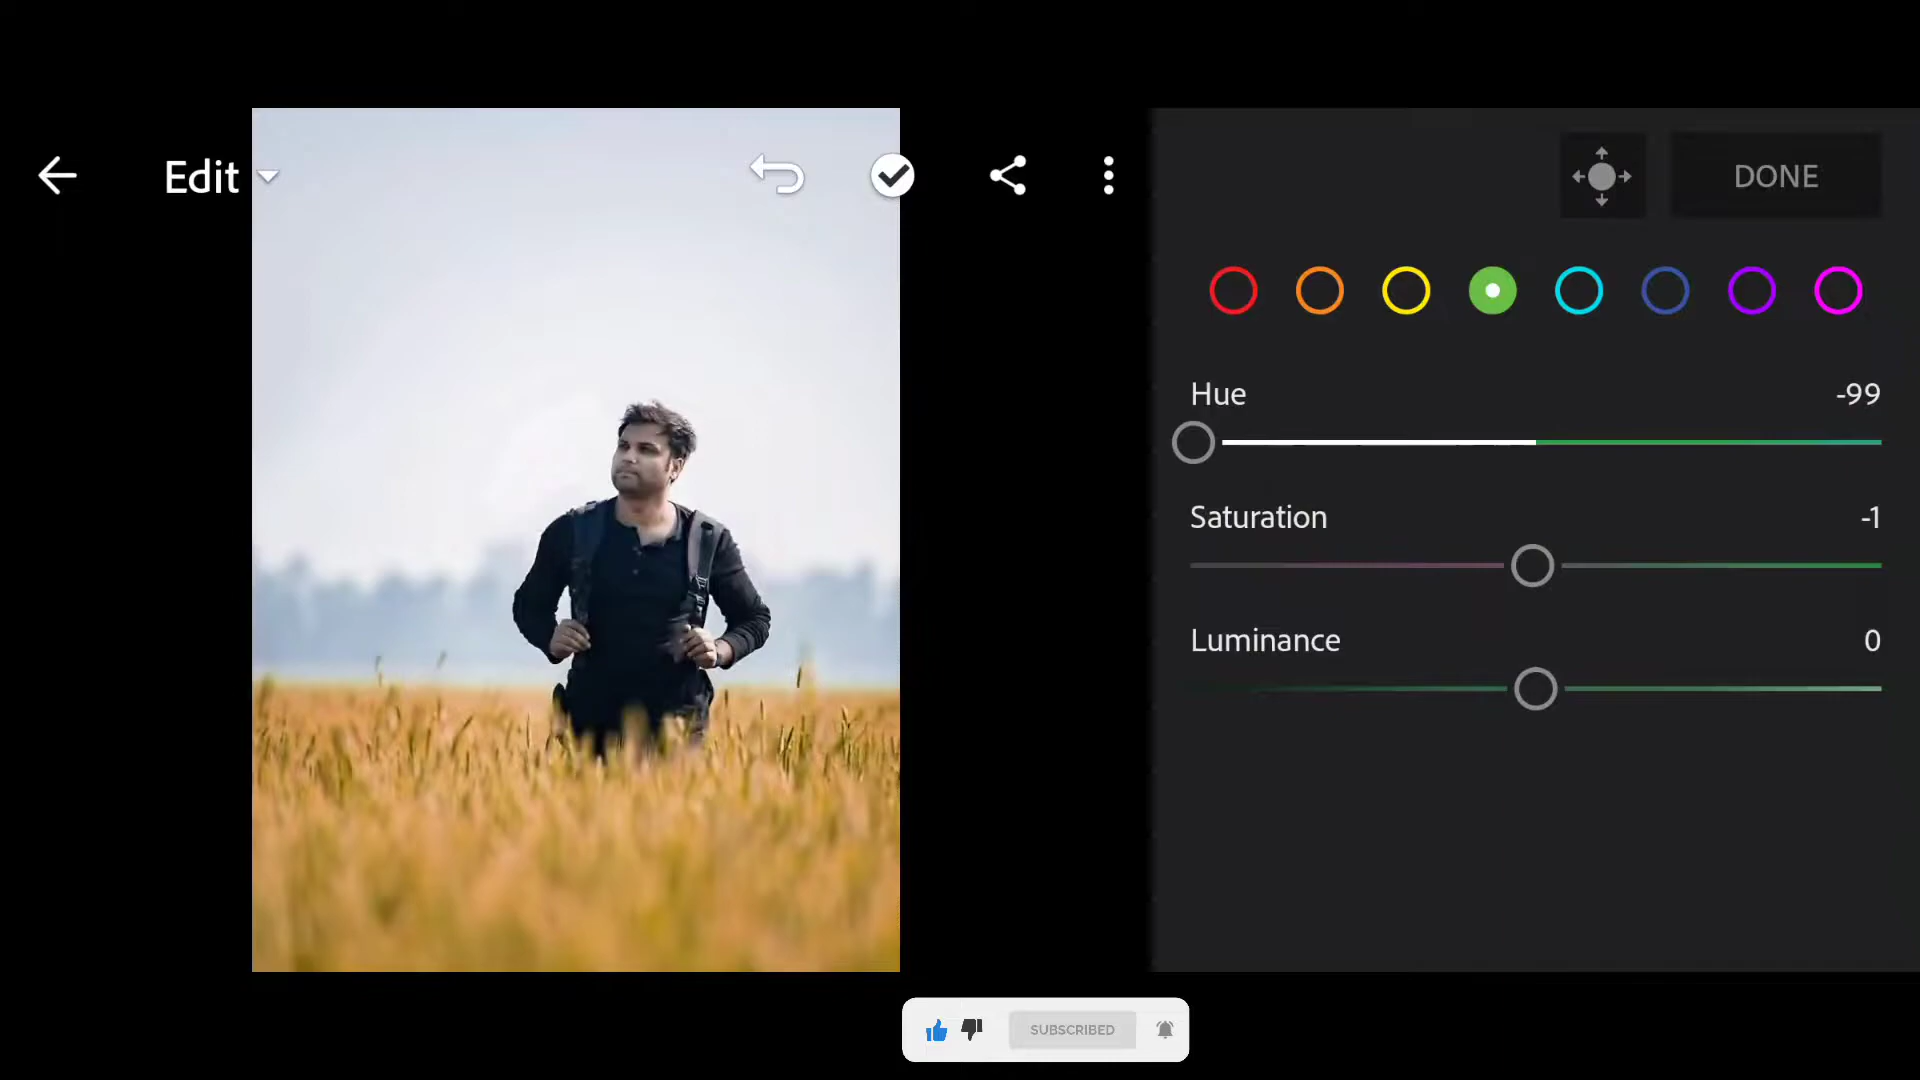 Edit
DONE
Hue -99
Saturation -1
Luminance 0
SUBSCRIBED